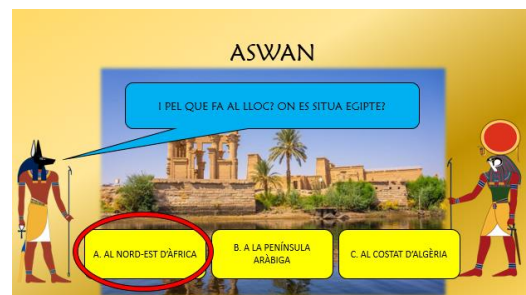 ASWAN
I PEL QUE FA AL LLOC? ON ES SITUA EGIPTE?
A. AL NORD-EST D'ÀFRICA
B. A LA PENÍNSULA
ARÀBIGA
C. AL COSTAT D'ALGÈRIA